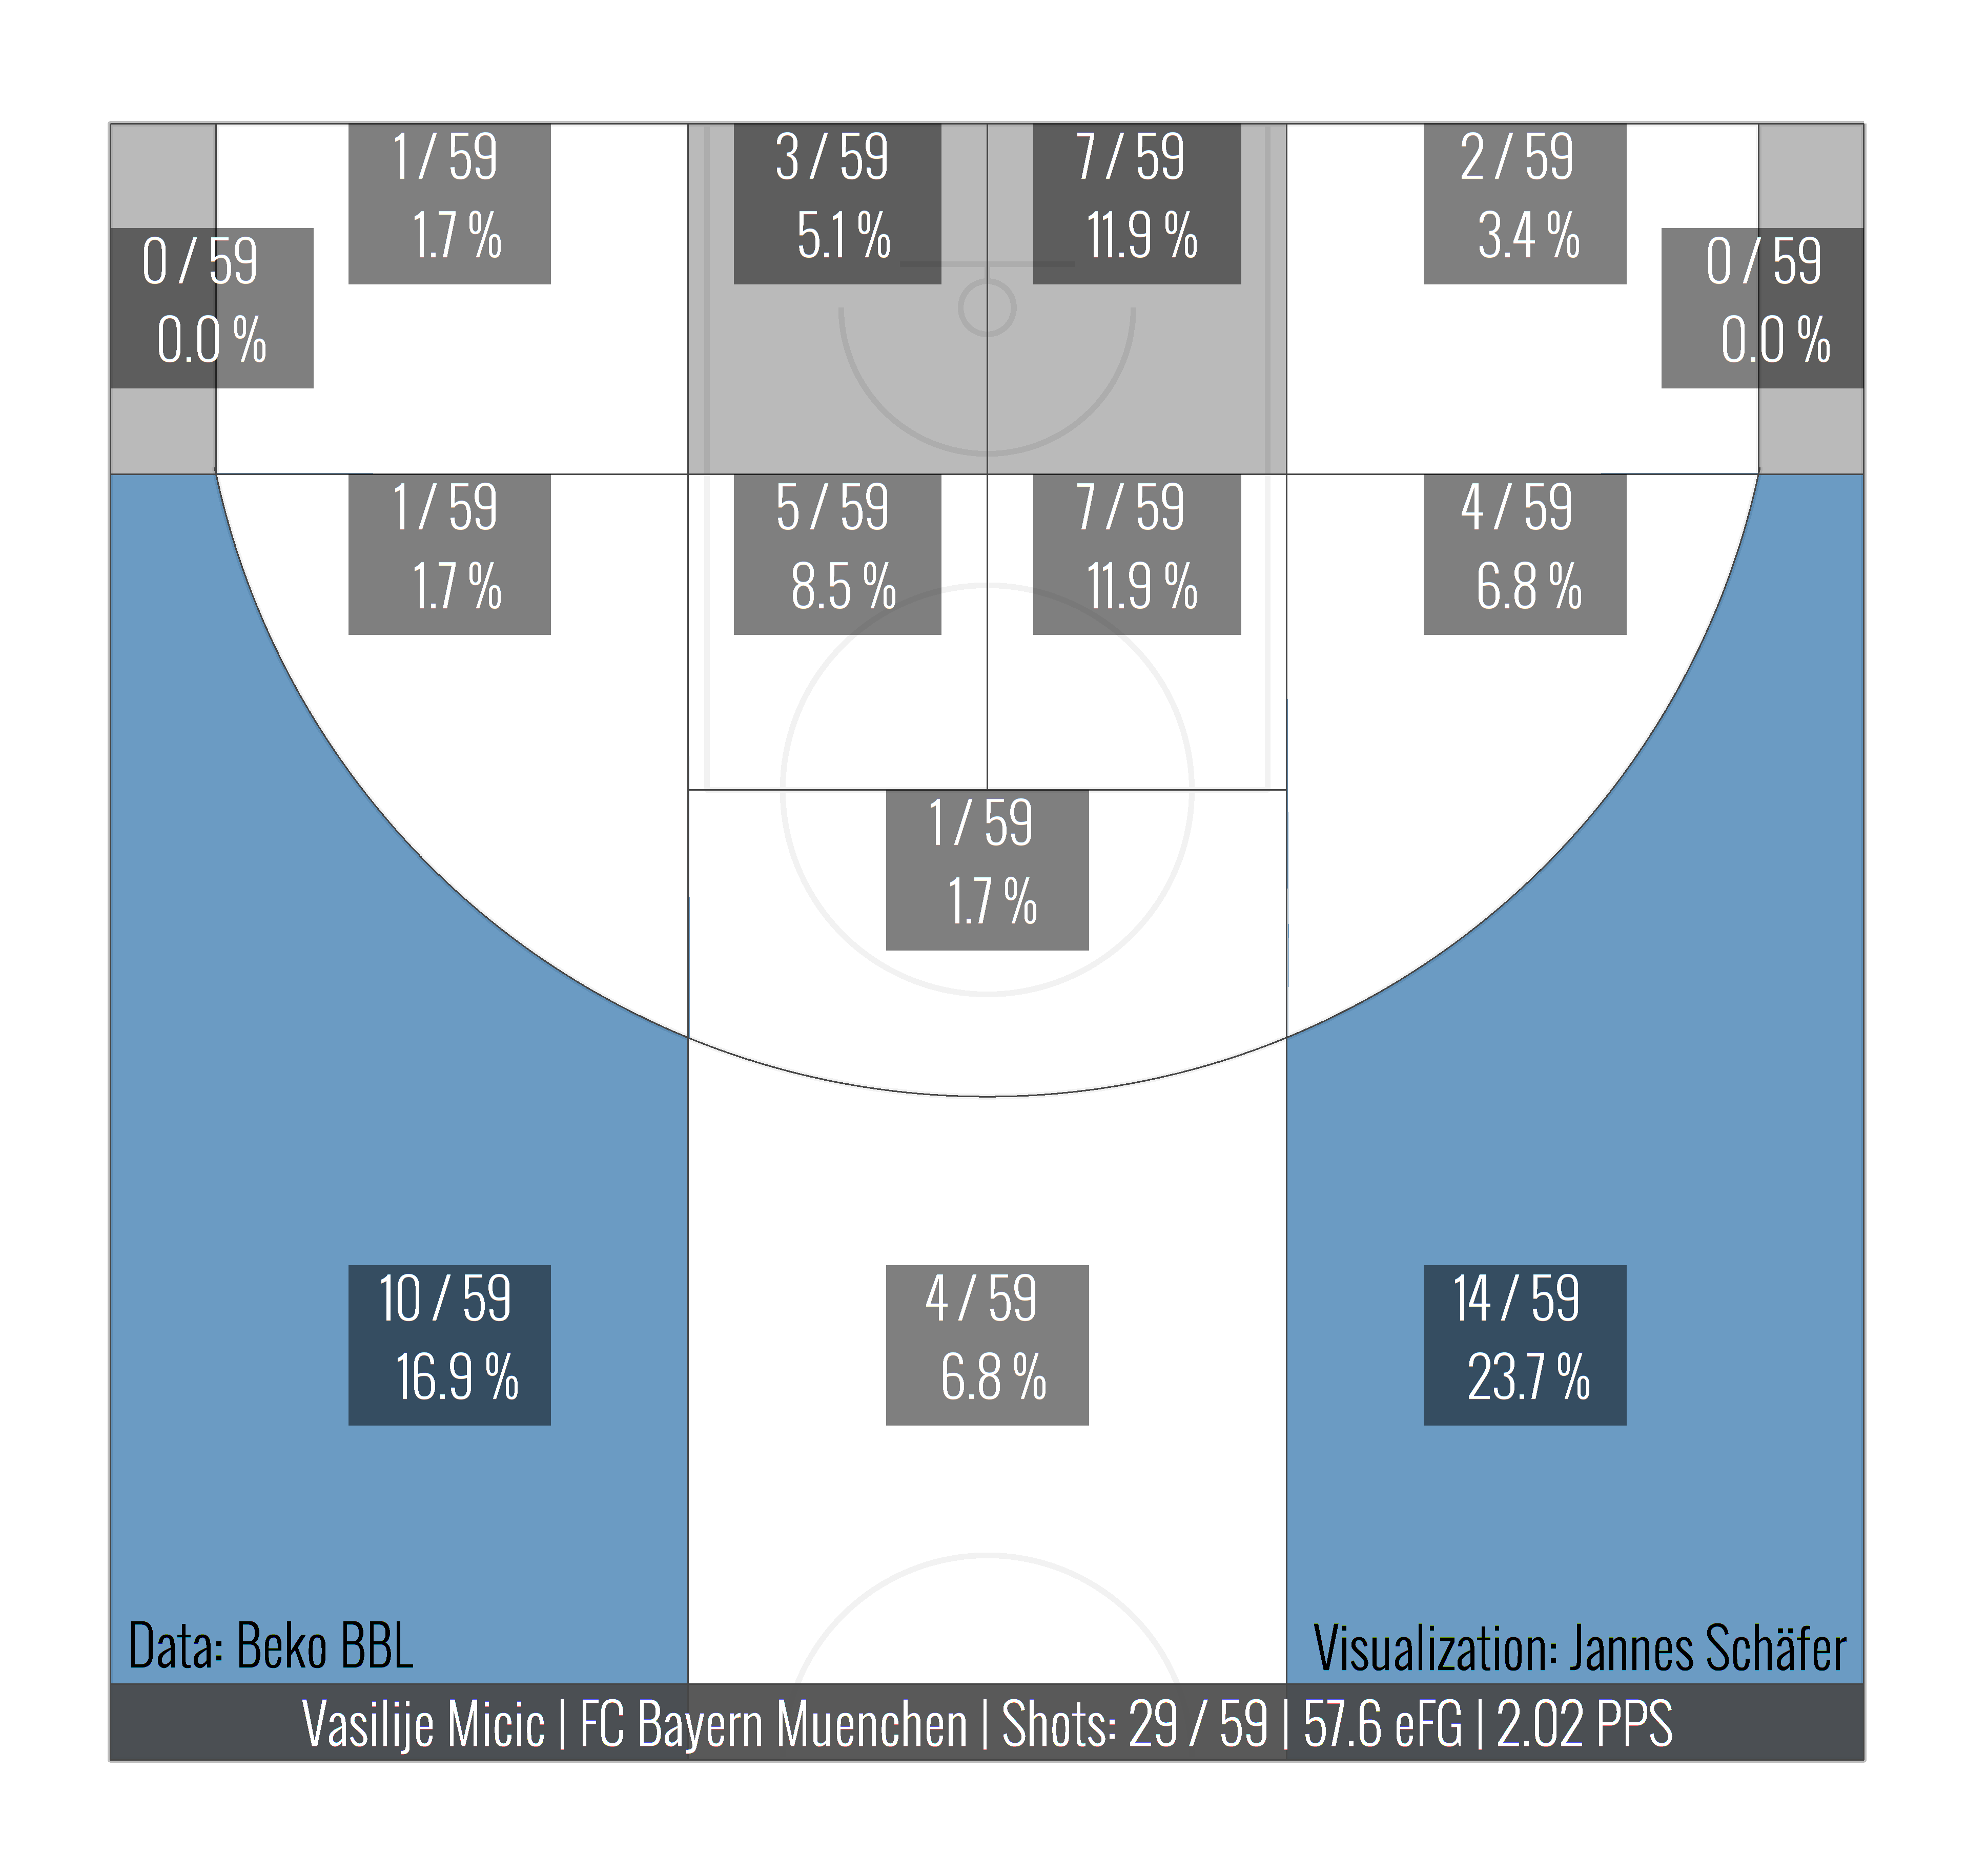 1 / 59
1.7 %
3 / 59
5.1 %
7 / 59
11.9 %
2 / 59
3.4 %
0 / 59
0.0 %
0 / 59
0.0 %
1 / 59
1.7 %
5 / 59
8.5 %
7 / 59
11.9 %
4 / 59
6.8 %
1 / 59
1.7 %
10 / 59
16.9 %
4 / 59
6.8 %
14 / 59
23.7 %
Data: Beko BBL
Visualization: Jannes Schäfer
Vasilije Micic | FC Bayern Muenchen | Shots: 29 / 59 | 57.6 eFG | 2.02 PPS